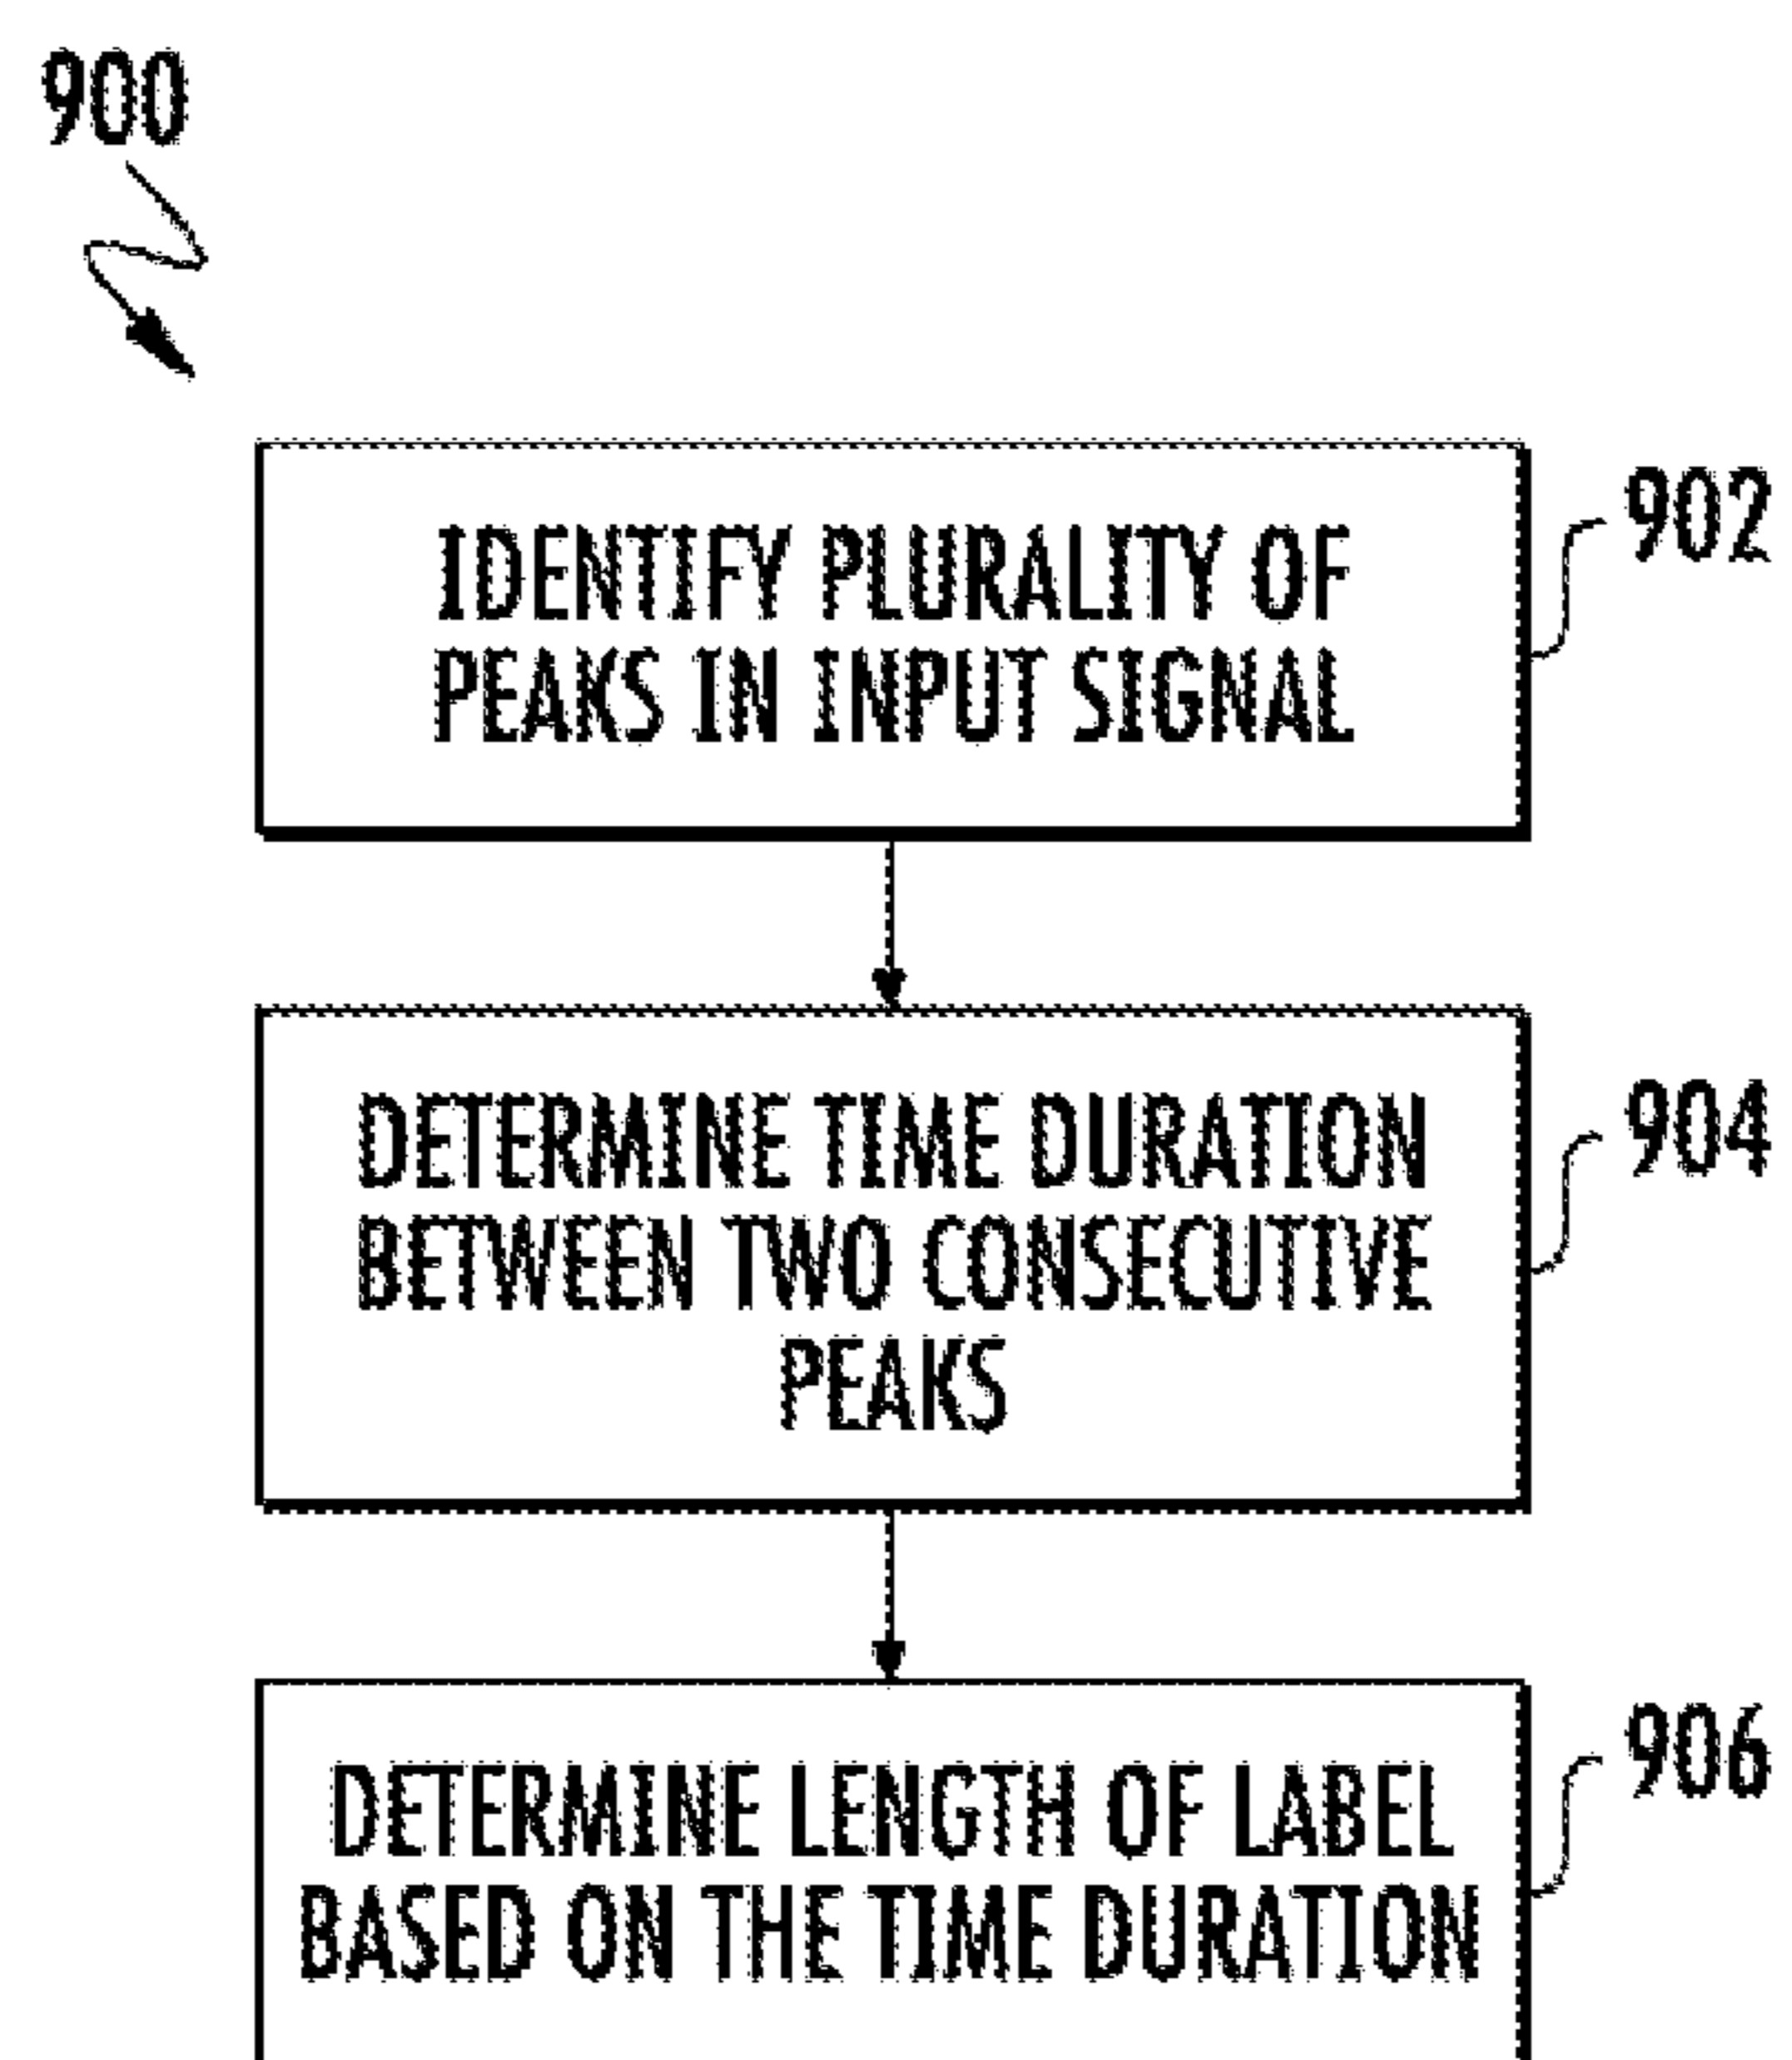 900
IDENTIFY PLURALITY OF
PEAKS IN INPUT SIGNAL
902
DETERMINE TIME DURATION
BETWEEN TWO CONSECUTIVE
PEAKS
904
DETERMINE LENGTH OF LABEL
BASED ON THE TIME DURATION
906